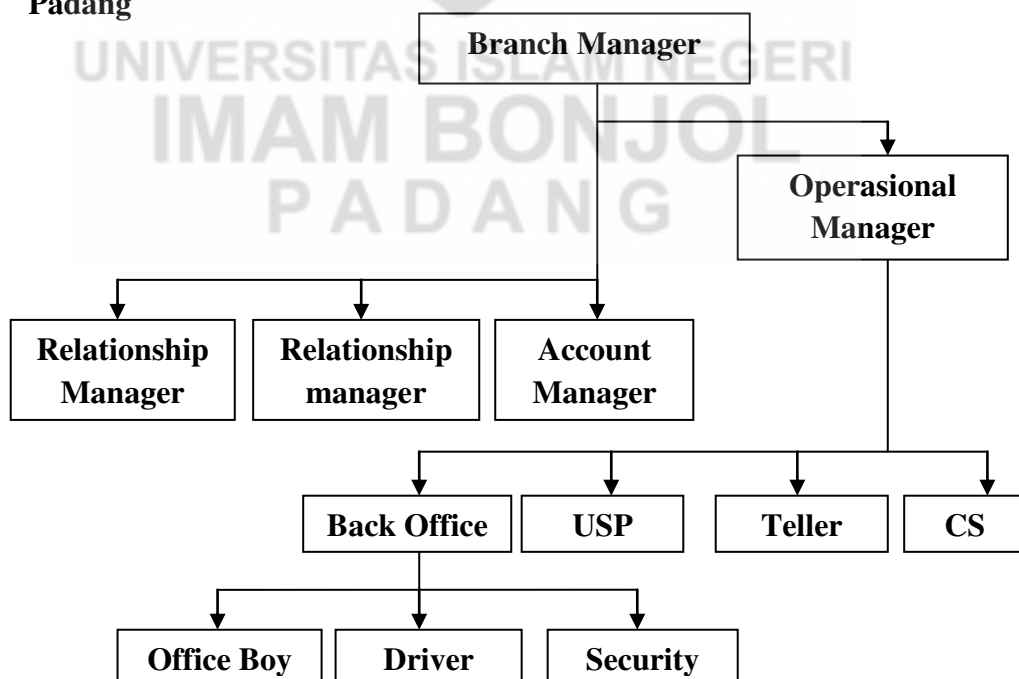 Padang
Branch Manager
UNIVERSITAS ISLAM NEGERI
IMAM BONJOL
PADANG
Operasional
Manager
Relationship
Manager
Relationship
manager
Account
Manager
Back Office
USP
Teller
CS
Office Boy
Driver
Security